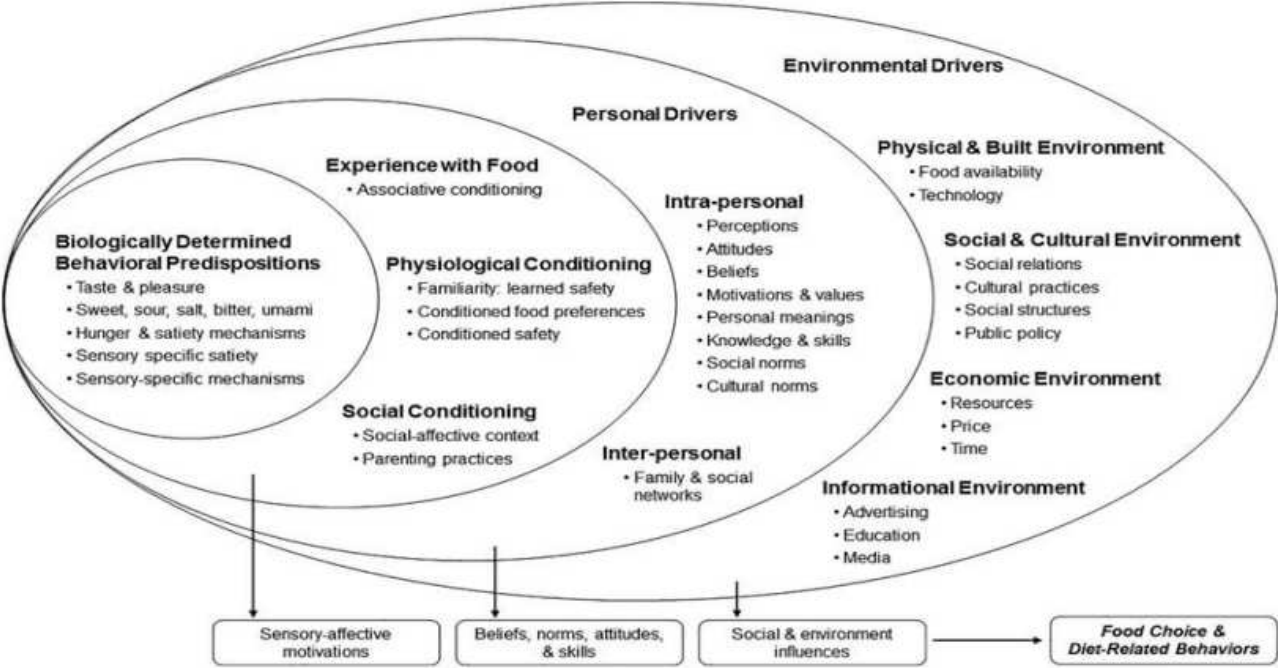 Environmental Drivers
Personal Drivers
Physical & Built Environment
• Food availability
• Technology
Experience with Food
• Associative conditioning
Intra-personal
• Perceptions
• Attitudes
• Beliefs
• Motivations & values
• Personal meanings
• Knowledge & skills
• Social norms
• Cultural norms
Biologically Determined
Behavioral Predispositions
• Taste & pleasure
• Sweet, sour, salt, bitter, umami
• Hunger & satiety mechanisms
• Sensory specific satiety
• Sensory-specific mechanisms
Physiological Conditioning
• Familiarity: learned safety
• Conditioned food preferences
• Conditioned safety
Social & Cultural Environment
• Social relations
• Cultural practices
• Social structures
• Public policy
Economic Environment
• Resources
• Price
• Time
Social Conditioning
• Social-affective context
• Parenting practices
Inter-personal
• Family & social
networks
Informational Environment
• Advertising
• Education
• Media
Sensory-affective
motivations
Beliefs, norms, attitudes,
& skills
Social & environment
influences
Food Choice &
Diet-Related Behaviors